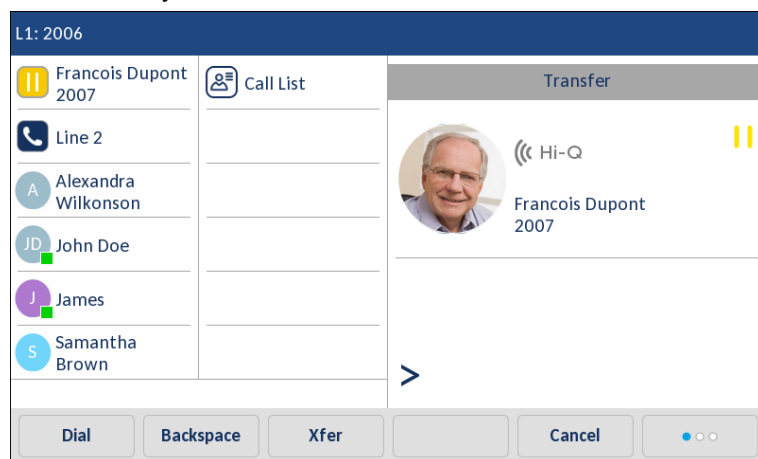 L1: 2006
Francois Dupont
2007
Line 2
A
Alexandra
Wilkonson
JD
John Doe
J
James
S
Samantha
Brown
Call List
Transfer
Hi-Q
Francois Dupont
2007
>
Dial
Backspace
Xfer
Cancel